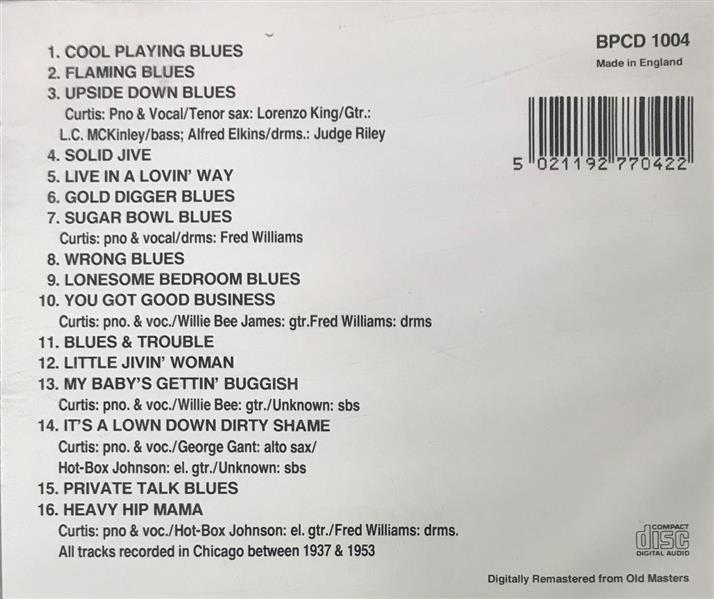 1. COOL PLAYING BLUES
2. FLAMING BLUES
3. UPSIDE DOWN BLUES
Curtis: Pno & Vocal/Tenor sax: Lorenzo King/Gtr.:
L.C. MCKinley/bass; Alfred Elkins/drms.: Judge Riley
4. SOLID JIVE
5. LIVE IN A LOVIN' WAY
6. GOLD DIGGER BLUES
7. SUGAR BOWL BLUES
Curtis: pno & vocal/drms: Fred Williams
8. WRONG BLUES
9. LONESOME BEDROOM BLUES
10. YOU GOT GOOD BUSINESS
Curtis: pno. & voc./Willie Bee James: gtr.Fred Williams: drms
11. BLUES & TROUBLE
12. LITTLE JIVIN' WOMAN
13. MY BABY'S GETTIN' BUGGISH
Curtis: pno. & voc./Willie Bee: gtr./Unknown: sbs
14. IT'S A LOWN DOWN DIRTY SHAME
Curtis: pno. & voc./George Gant: alto sax/
Hot-Box Johnson: el. gtr./Unknown: sbs
15. PRIVATE TALK BLUES
16. HEAVY HIP MAMA
Curtis: pno & voc./Hot-Box Johnson: el. gtr./Fred Williams: drms.
All tracks recorded in Chicago between 1937 & 1953
BPCD 1004
Made in England
5 021192 770422
COMPACT
disc
DIGITAL AUDIO
Digitally Remastered from Old Masters